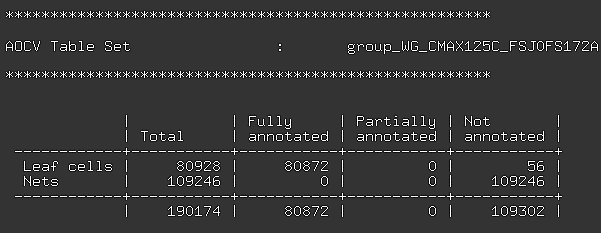 ******************************************************
AOCV Table Set : group_WG_CMAX125C_FSJ0FS172A
******************************************************
| | Fully | Partially | Not |
| Total | annotated | annotated | annotated |
------------+-----------+-----------+-----------+-----------+
Leaf cells | 80928 | 80872 | 0 | 56 |
Nets | 109246 | 0 | 0 | 109246 |
------------+-----------+-----------+-----------+-----------+
| 190174 | 80872 | 0 | 109302 |